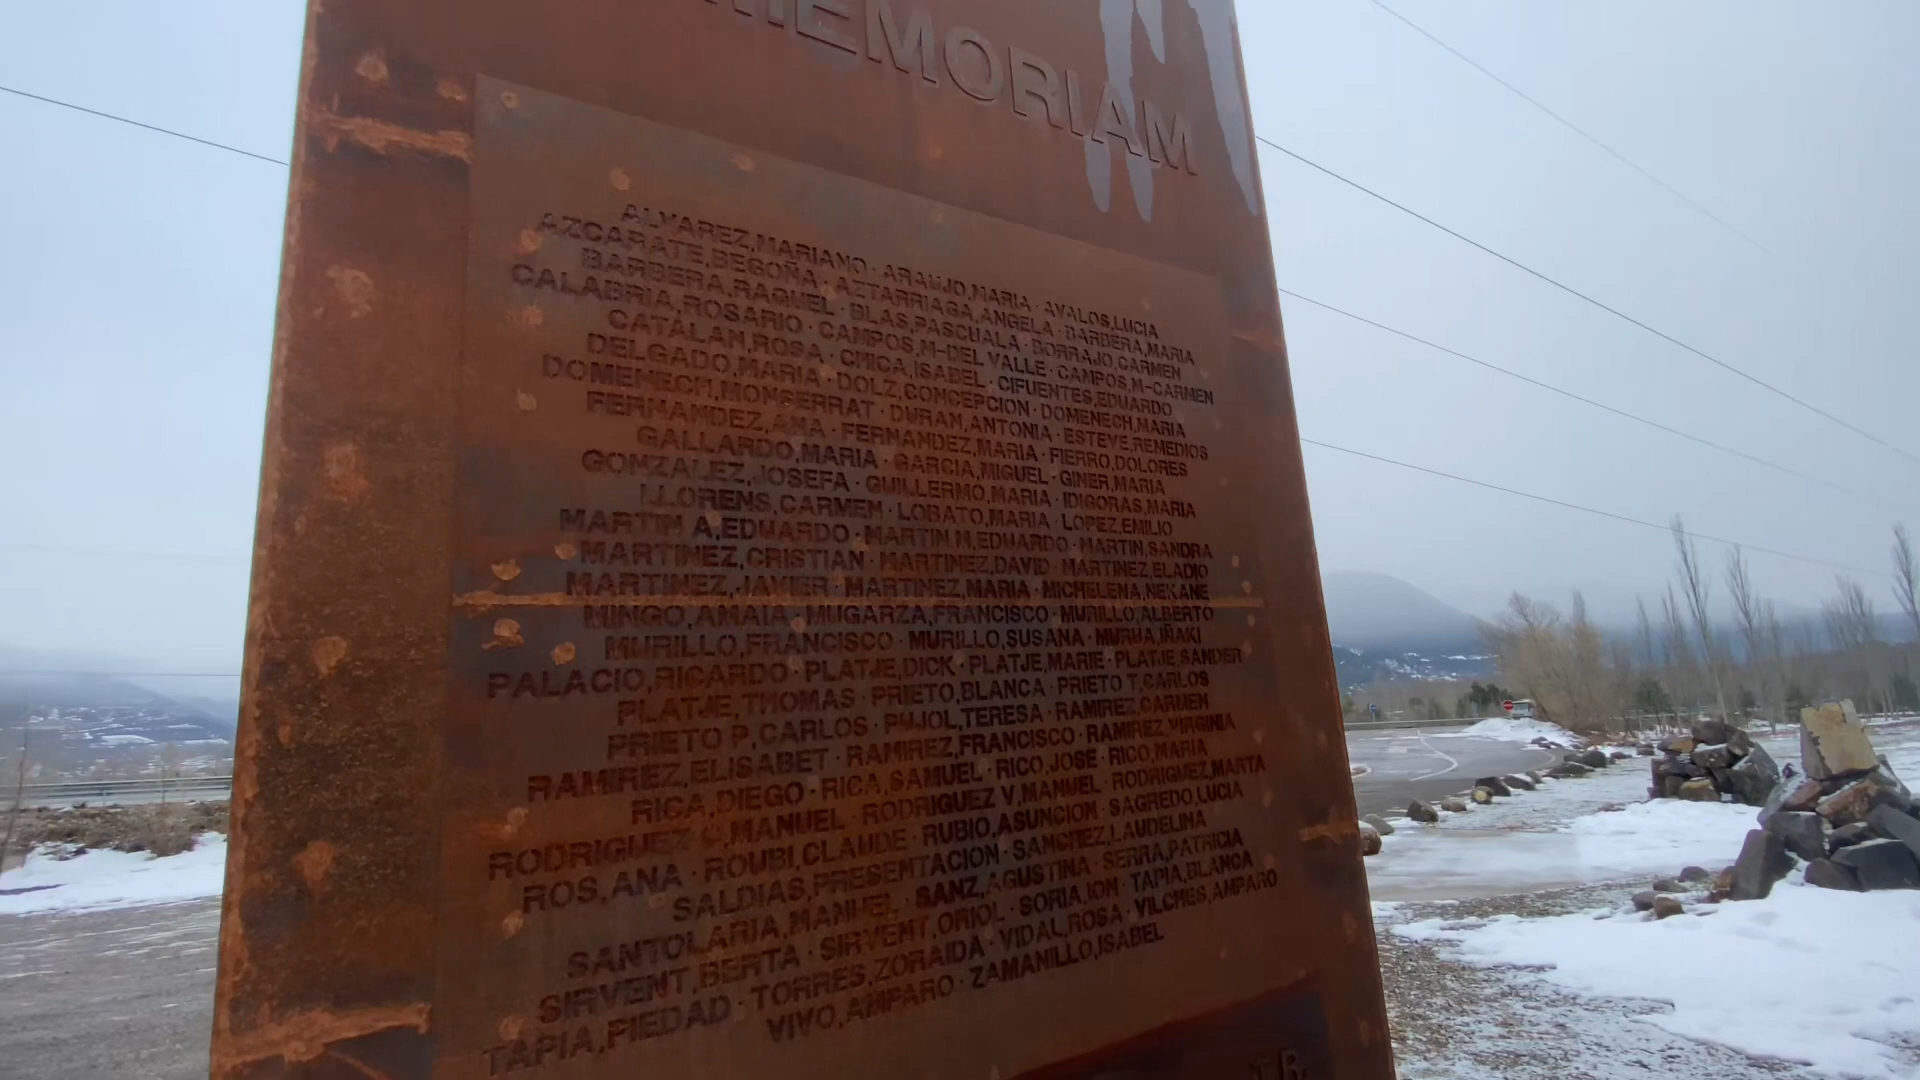 MEMORIAM
ALVAREZ,MARIANO · ARAUJO,MARIA · AVALOS,LUCIA
AZCARATE,BEGOÑA · AZTARRIAGA,ANGELA · BARBERA,MARIA
BARBERA,RAQUEL · BLAS,PASCUALA · BORRAJO,CARMEN
CALABRIA,ROSARIO · CAMPOS,M-DEL VALLE · CAMPOS,M-CARMEN
CATALAN,ROSA · CHICA,ISABEL · CIFUENTES,EDUARDO
DELGADO,MARIA · DOLZ,CONCEPCION · DOMENECH,MARIA
DOMENECH,MONSERRAT · DURAN,ANTONIA · ESTEVE,REMEDIOS
FERNANDEZ,ANA · FERNANDEZ,MARIA · FIERRO,DOLORES
GALLARDO,MARIA · GARCIA,MIGUEL · GINER,MARIA
GONZALEZ,JOSEFA · GUILLERMO,MARIA · IDIGORAS,MARIA
LLORENS,CARMEN · LOBATO,MARIA · LOPEZ,EMILIO
MARTIN A,EDUARDO · MARTIN M,EDUARDO · MARTIN,SANDRA
MARTINEZ,CRISTIAN · MARTINEZ,DAVID · MARTINEZ,ELADIO
MARTINEZ,JAVIER · MARTINEZ,MARIA · MICHELENA,NEKANE
MINGO,AMAIA · MUGARZA,FRANCISCO · MURILLO,ALBERTO
MURILLO,FRANCISCO · MURILLO,SUSANA · MURUA,IÑAKI
PALACIO,RICARDO · PLATJE,DICK · PLATJE,MARIE · PLATJE,SANDER
PLATJE,THOMAS · PRIETO,BLANCA · PRIETO T,CARLOS
PRIETO P,CARLOS · PUJOL,TERESA · RAMIREZ,CARMEN
RAMIREZ,ELISABET · RAMIREZ,FRANCISCO · RAMIREZ,VIRGINIA
RICA,DIEGO · RICA,SAMUEL · RICO,JOSE · RICO,MARIA
RODRIGUEZ C,MANUEL · RODRIGUEZ V,MANUEL · RODRIGUEZ,MARTA
ROS,ANA · ROUBI,CLAUDE · RUBIO,ASUNCION · SAGREDO,LUCIA
SALDIAS,PRESENTACION · SANCHEZ,LAUDELINA
SANTOLARIA,MANUEL · SANZ,AGUSTINA · SERRA,PATRICIA
SIRVENT,BERTA · SIRVENT,ORIOL · SORIA,ION · TAPIA,BLANCA
TAPIA,PIEDAD · TORRES,ZORAIDA · VIDAL,ROSA · VILCHES,AMPARO
VIVO,AMPARO · ZAMANILLO,ISABEL